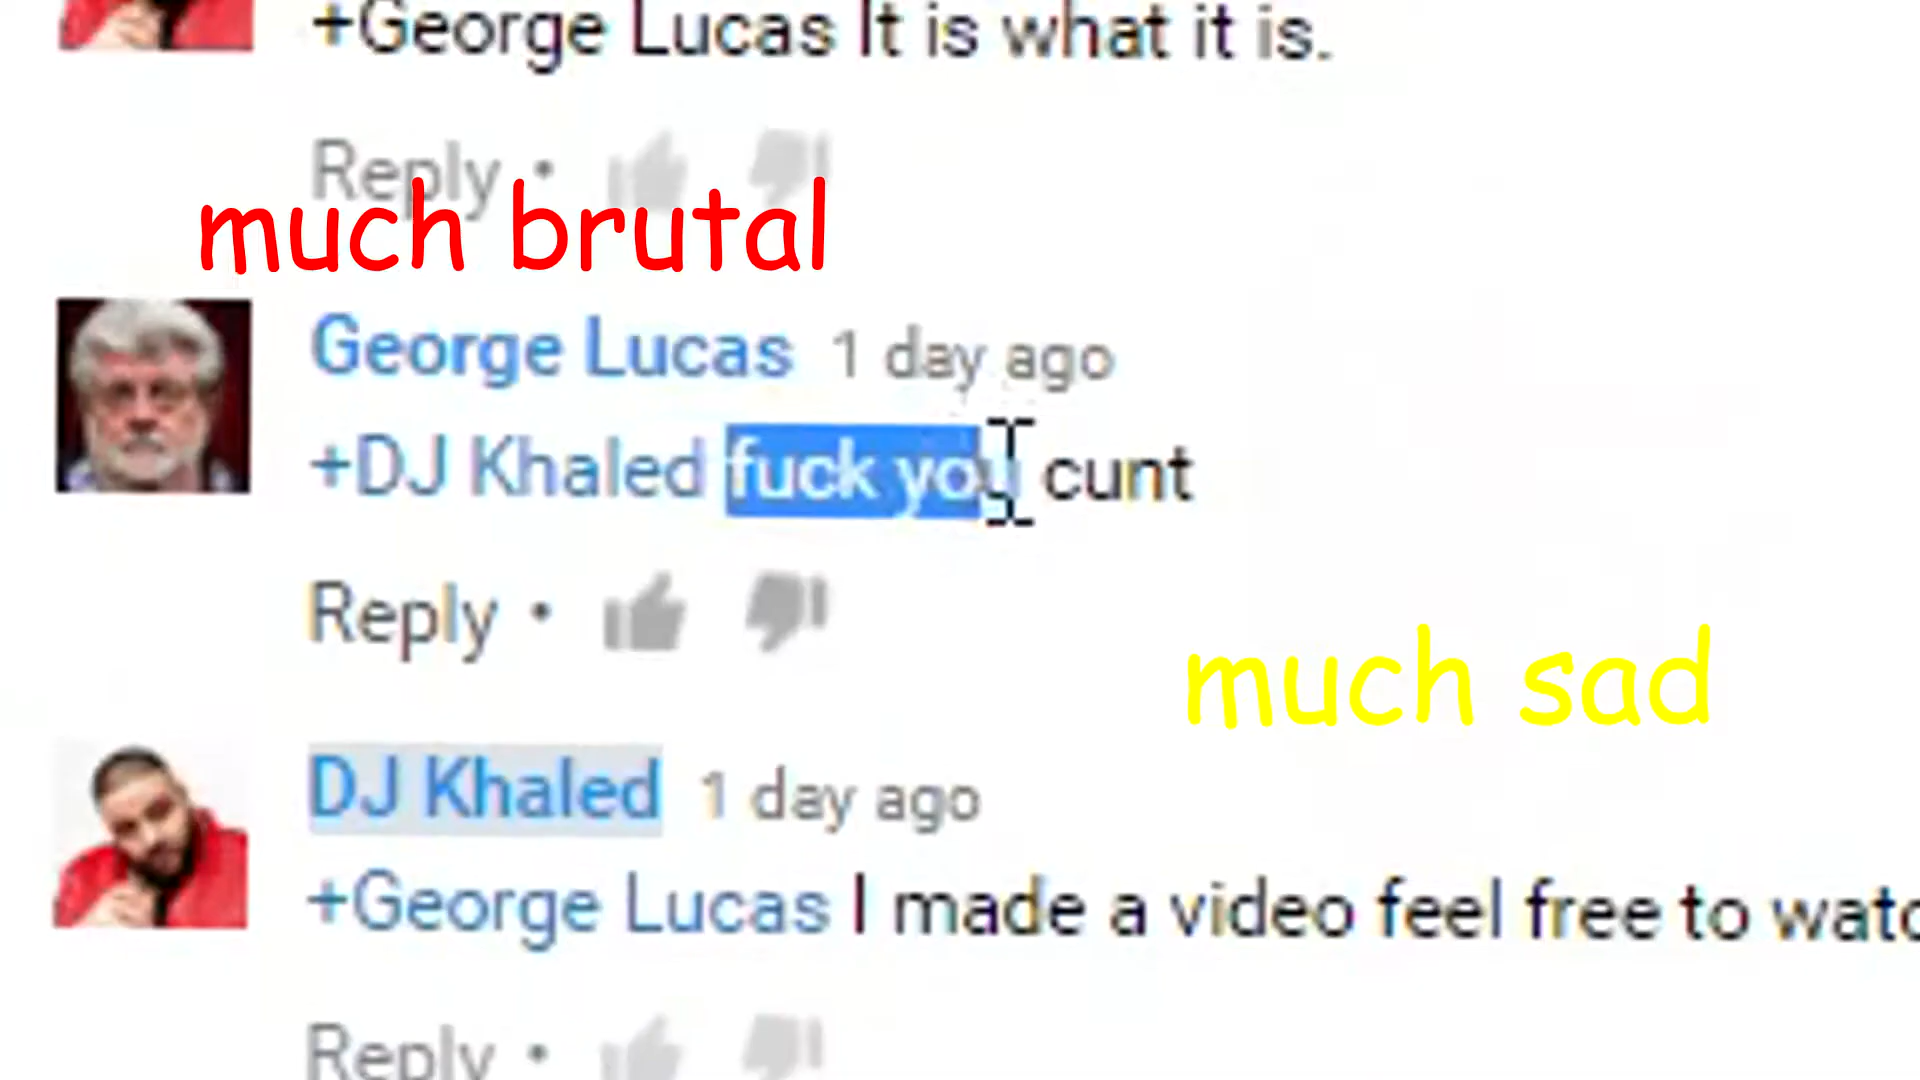 +George Lucas It is what it is.
Reply •
much brutal
George Lucas 1 day ago
+DJ Khaled fuck you cunt
Reply •
much sad
DJ Khaled 1 day ago
+George Lucas I made a video feel free to watc
Reply •